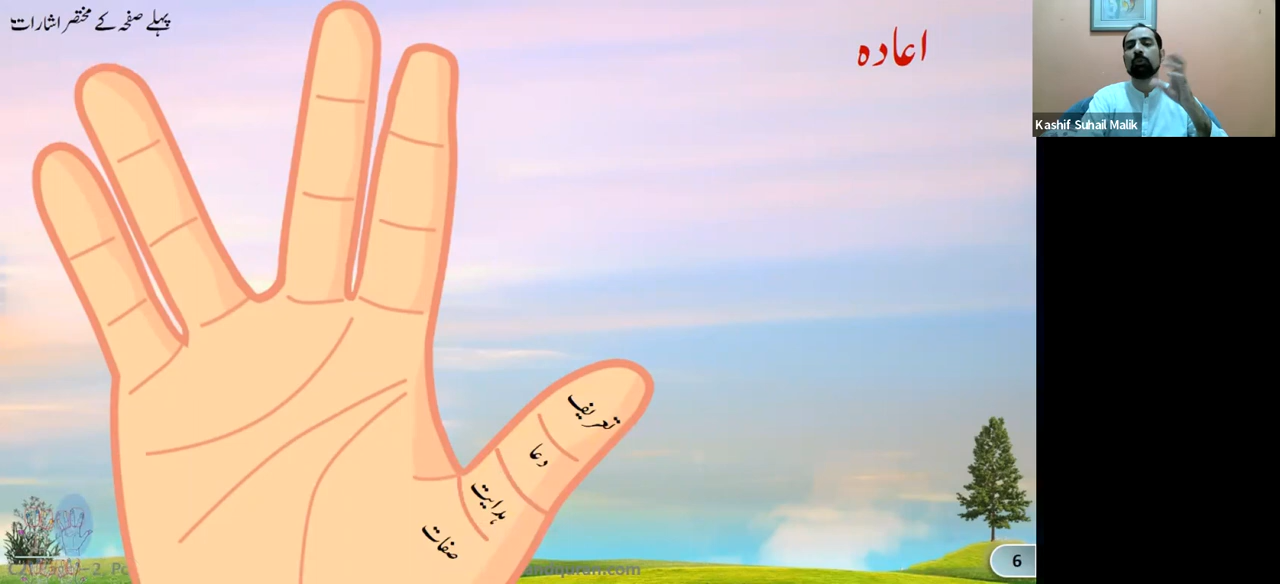 پہلے صفحہ کے مختصر اشارات
اعادہ
Kashif Suhail Malik
تعریف
دعا
ہدایت
صفات
6